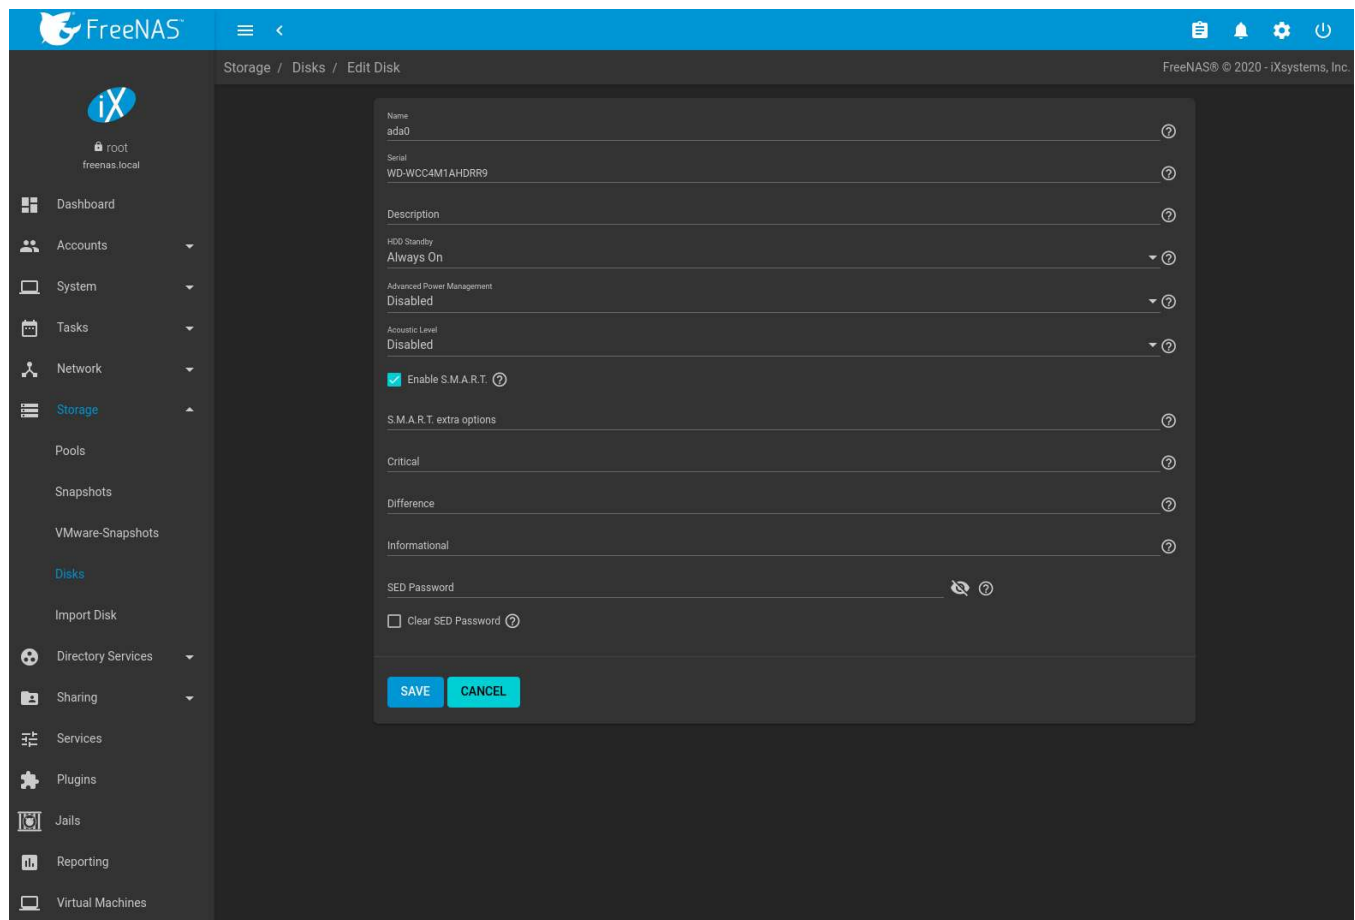 FreeNAS™
Storage / Disks / Edit Disk
FreeNAS® © 2020 - iXsystems, Inc.
iX
root
freenas.local
Dashboard
Accounts
System
Tasks
Network
Storage
Pools
Snapshots
VMware-Snapshots
Disks
Import Disk
Directory Services
Sharing
Services
Plugins
Jails
Reporting
Virtual Machines
Name
ada0
Serial
WD-WCC4M1AHDRR9
Description
HDD Standby
Always On
Advanced Power Management
Disabled
Acoustic Level
Disabled
Enable S.M.A.R.T.
S.M.A.R.T. extra options
Critical
Difference
Informational
SED Password
Clear SED Password
SAVE CANCEL